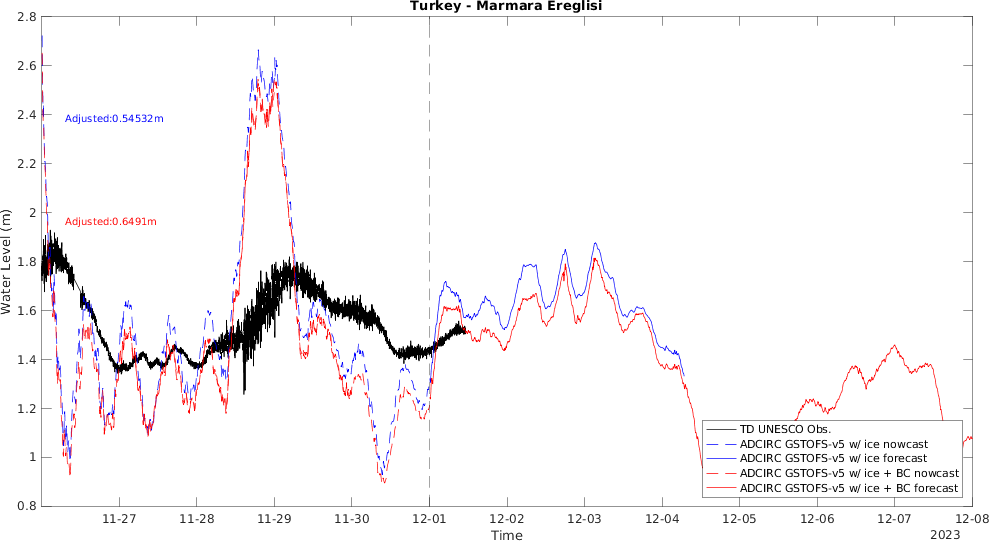 Turkey - Marmara Ereglisi
2.8
2.6
2.4
2.2
2
1.8
1.6
1.4
1.2
1
0.8
Water Level (m)
Adjusted:0.54532m
Adjusted:0.6491m
TD UNESCO Obs.
ADCIRC GSTOFS-v5 w/ ice nowcast
ADCIRC GSTOFS-v5 w/ ice forecast
ADCIRC GSTOFS-v5 w/ ice + BC nowcast
ADCIRC GSTOFS-v5 w/ ice + BC forecast
11-27 11-28 11-29 11-30 12-01 12-02 12-03 12-04 12-05 12-06 12-07 12-08
Time
2023